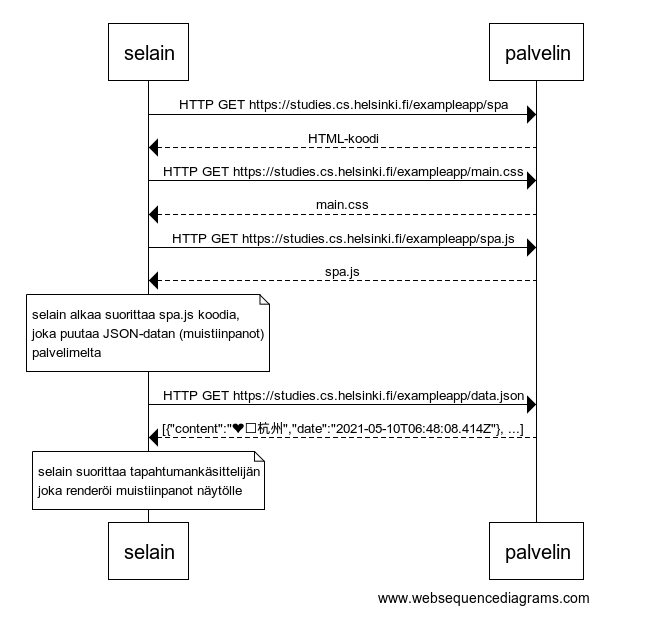 selain palvelin
HTTP GET https://studies.cs.helsinki.fi/exampleapp/spa
HTML-koodi
HTTP GET https://studies.cs.helsinki.fi/exampleapp/main.css
main.css
HTTP GET https://studies.cs.helsinki.fi/exampleapp/spa.js
spa.js
selain alkaa suorittaa spa.js koodia,
joka puutaa JSON-datan (muistiinpanot)
palvelimelta
HTTP GET https://studies.cs.helsinki.fi/exampleapp/data.json
[{"content":"♥□杭州","date":"2021-05-10T06:48:08.414Z"}, ...]
selain suorittaa tapahtumankäsittelijän
joka renderöi muistiinpanot näytölle
selain palvelin
www.websequencediagrams.com